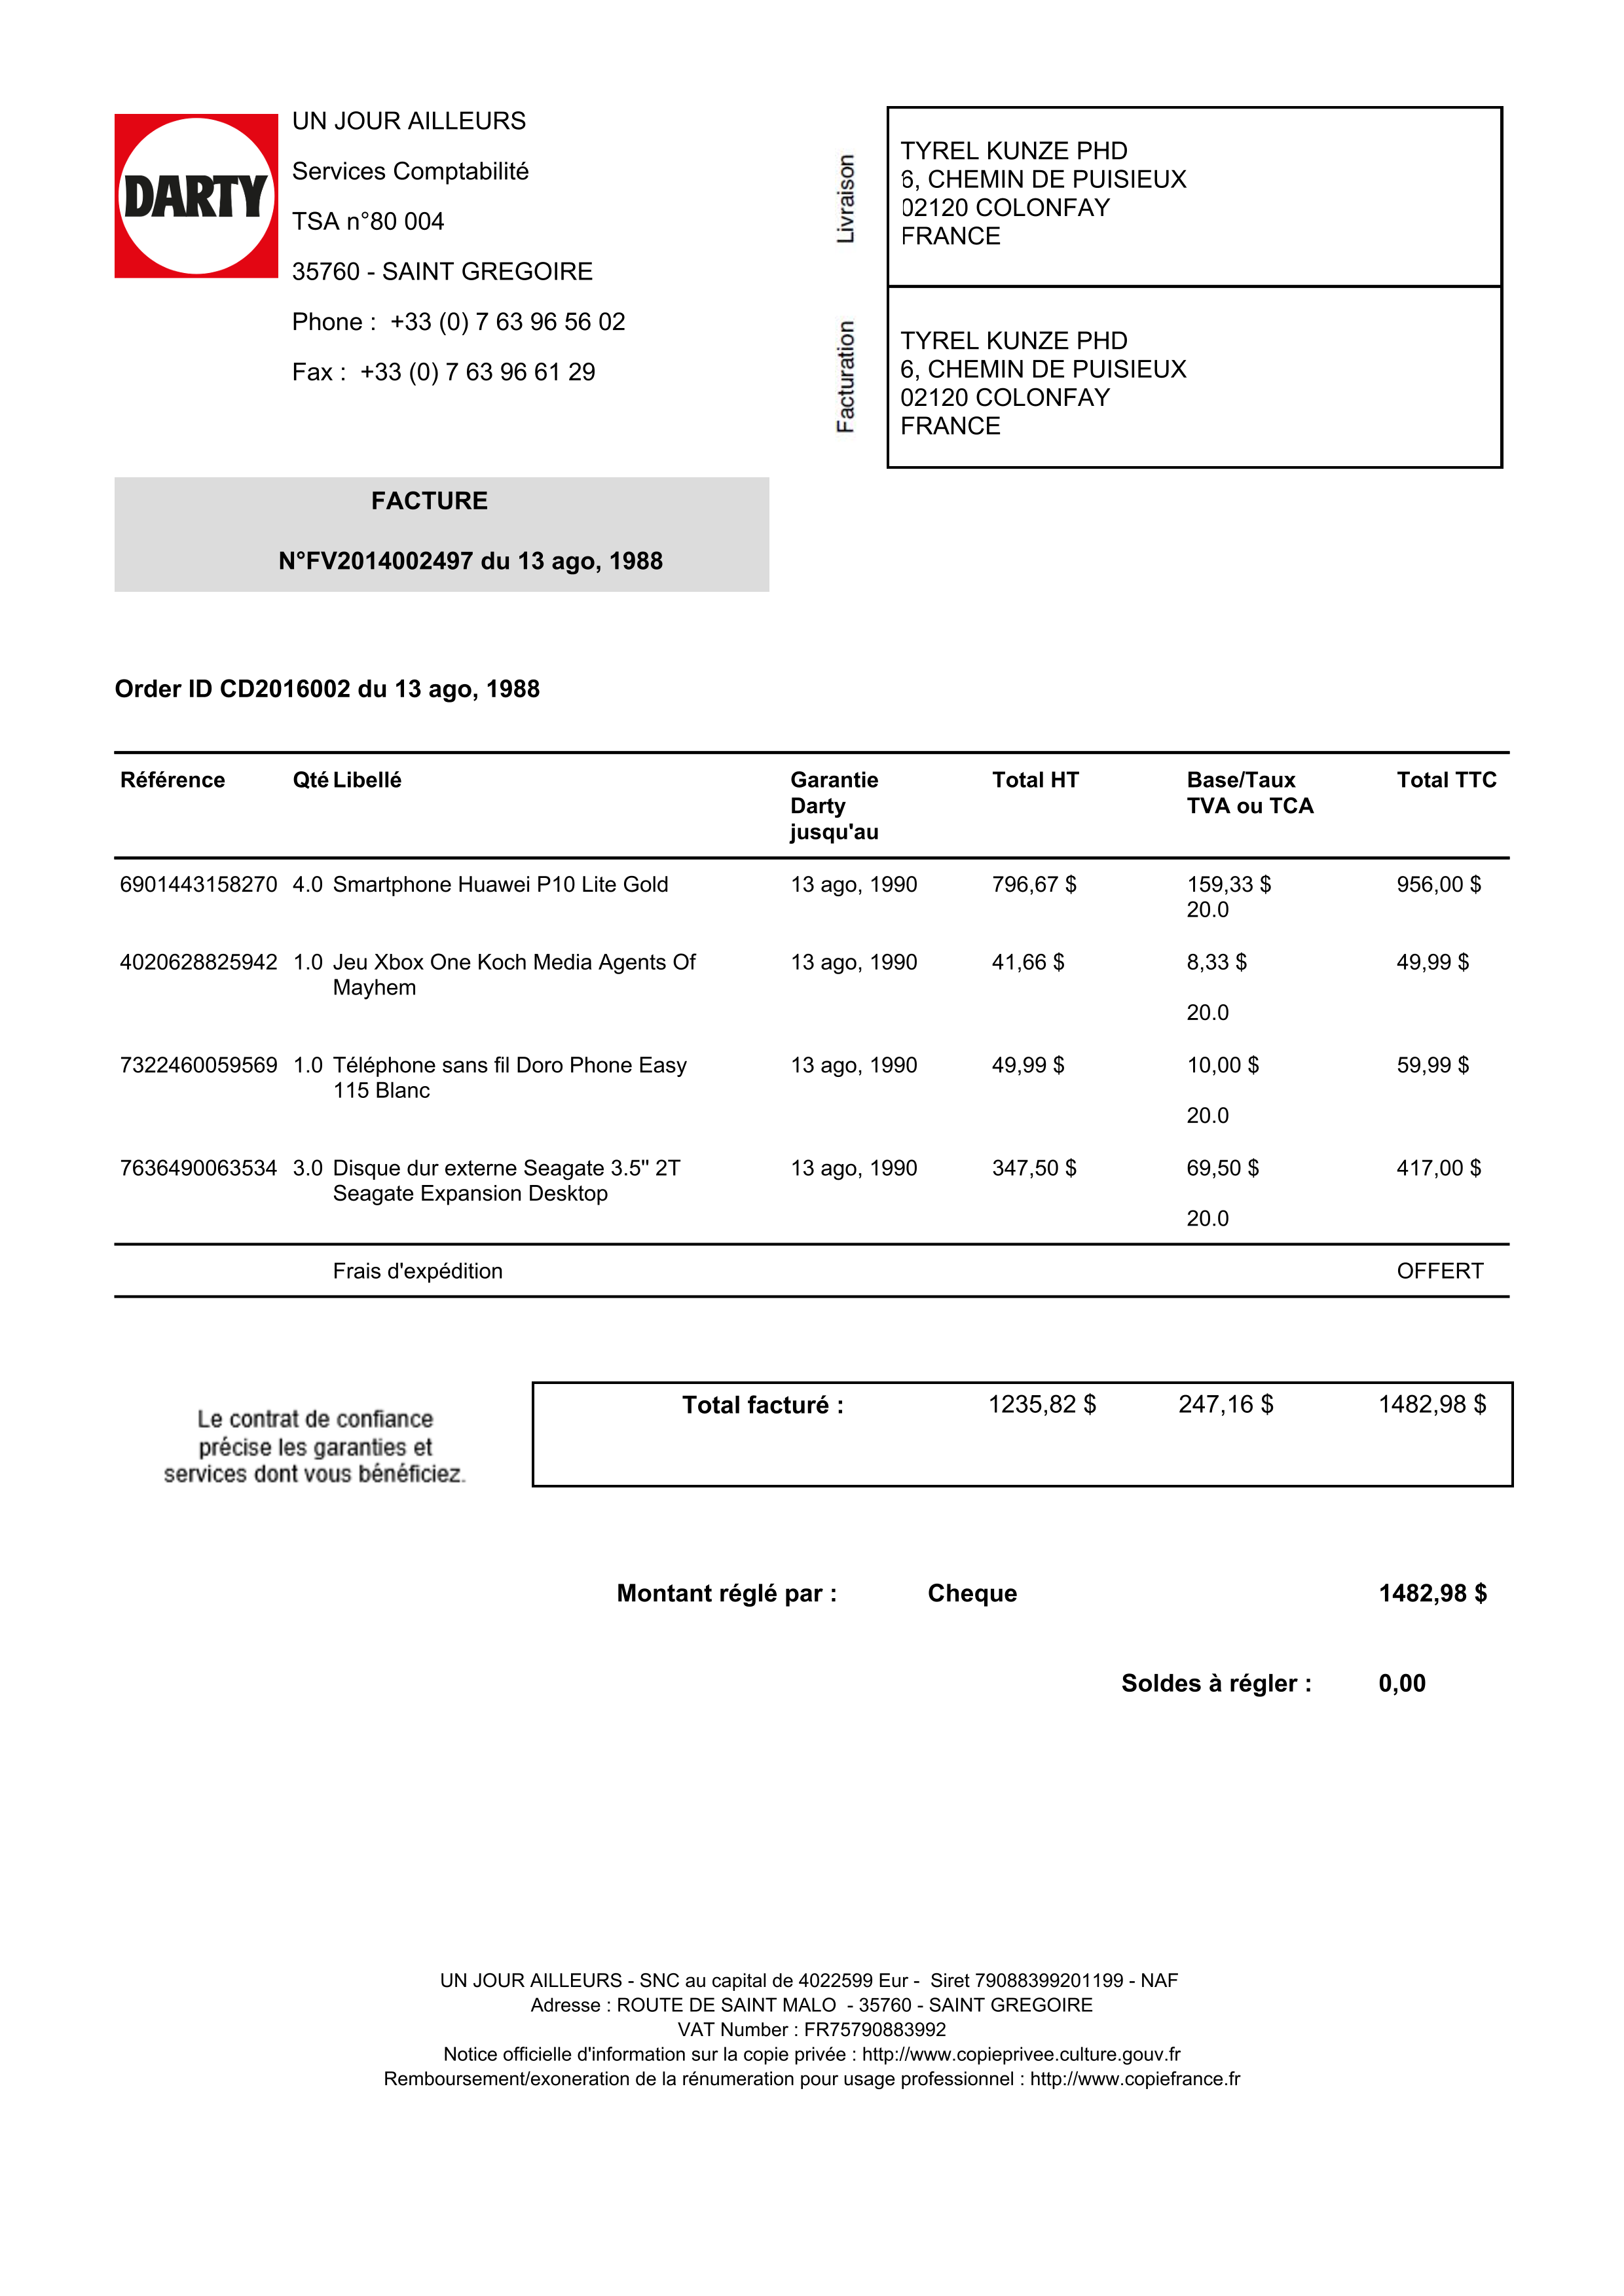 DARTY
UN JOUR AILLEURS
Services Comptabilité
TSA n°80 004
35760 - SAINT GREGOIRE
Phone : +33 (0) 7 63 96 56 02
Fax : +33 (0) 7 63 96 61 29
Livraison
TYREL KUNZE PHD
6, CHEMIN DE PUISIEUX
02120 COLONFAY
FRANCE
Facturation
TYREL KUNZE PHD
6, CHEMIN DE PUISIEUX
02120 COLONFAY
FRANCE
FACTURE
N°FV2014002497 du 13 ago, 1988
Order ID CD2016002 du 13 ago, 1988
Référence Qté Libellé Garantie Total HT Base/Taux Total TTC
Darty TVA ou TCA
jusqu'au
6901443158270 4.0 Smartphone Huawei P10 Lite Gold 13 ago, 1990 796,67 $ 159,33 $ 956,00 $
20.0
4020628825942 1.0 Jeu Xbox One Koch Media Agents Of 13 ago, 1990 41,66 $ 8,33 $ 49,99 $
Mayhem
20.0
7322460059569 1.0 Téléphone sans fil Doro Phone Easy 13 ago, 1990 49,99 $ 10,00 $ 59,99 $
115 Blanc
20.0
7636490063534 3.0 Disque dur externe Seagate 3.5" 2T 13 ago, 1990 347,50 $ 69,50 $ 417,00 $
Seagate Expansion Desktop
20.0
Frais d'expédition OFFERT
Le contrat de confiance
précise les garanties et
services dont vous bénéficiez.
Total facturé : 1235,82 $ 247,16 $ 1482,98 $
Montant réglé par : Cheque 1482,98 $
Soldes à régler : 0,00
UN JOUR AILLEURS - SNC au capital de 4022599 Eur - Siret 79088399201199 - NAF
Adresse : ROUTE DE SAINT MALO - 35760 - SAINT GREGOIRE
VAT Number : FR75790883992
Notice officielle d'information sur la copie privée : http://www.copieprivee.culture.gouv.fr
Remboursement/exoneration de la rénumeration pour usage professionnel : http://www.copiefrance.fr